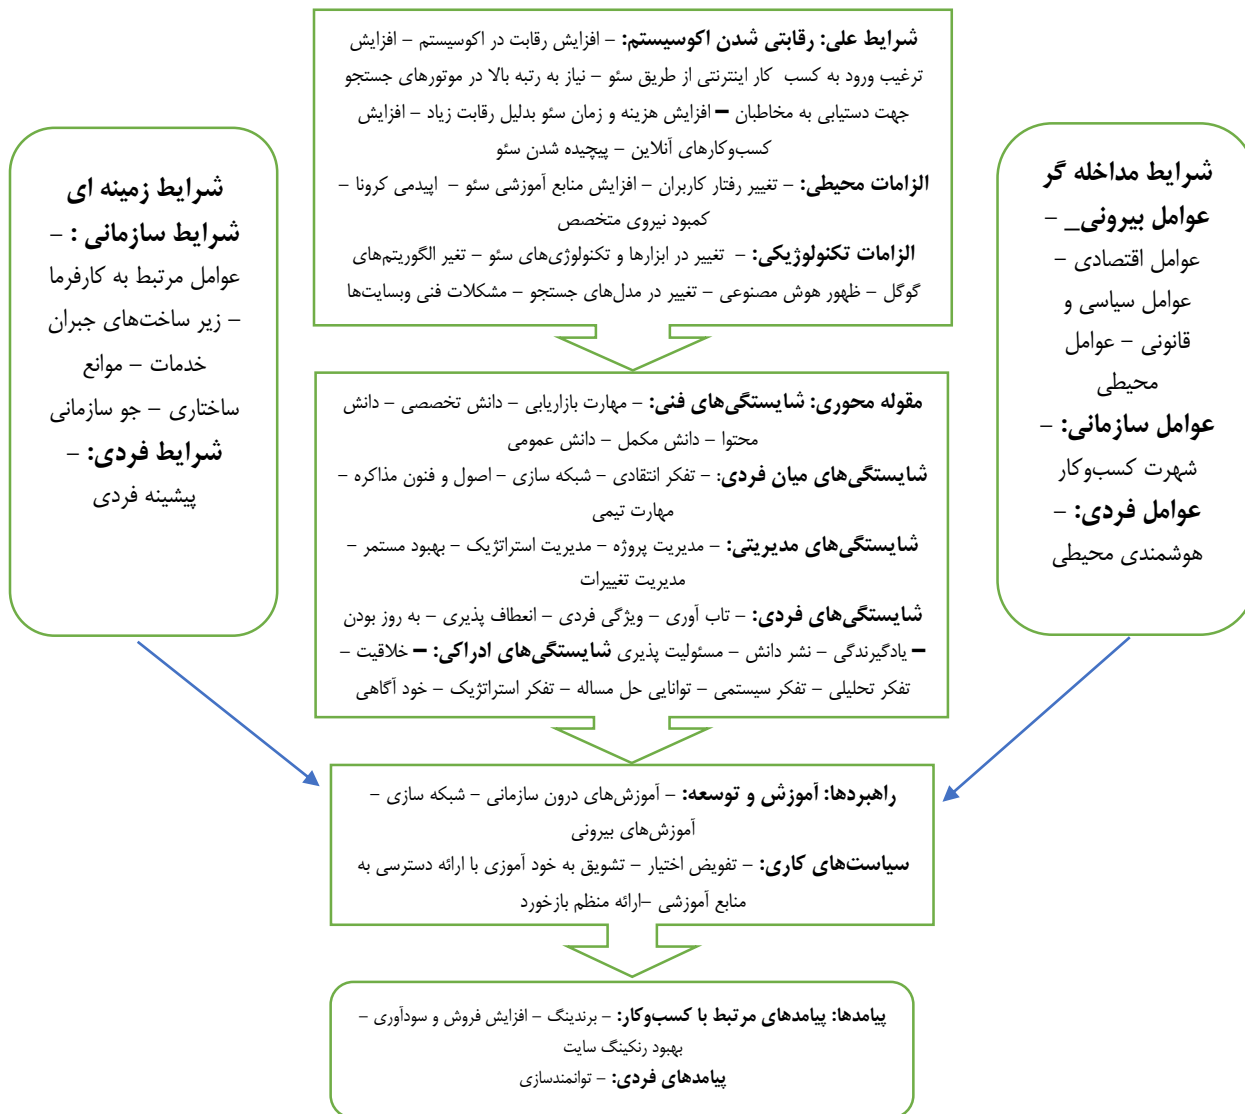 شرایط علی: رقابتی شدن اکوسیستم: – افزایش رقابت در اکوسیستم – افزایش
ترغیب ورود به کسب کار اینترنتی از طریق سئو – نیاز به رتبه بالا در موتورهای جستجو
جهت دستیابی به مخاطبان – افزایش هزینه و زمان سئو بدلیل رقابت زیاد – افزایش
کسب‌وکارهای آنلاین – پیچیده شدن سئو
الزامات محیطی: – تغییر رفتار کاربران – افزایش منابع آموزشی سئو – اپیدمی کرونا –
کمبود نیروی متخصص
الزامات تکنولوژیکی: – تغییر در ابزارها و تکنولوژی‌های سئو – تغیر الگوریتم‌های
گوگل – ظهور هوش مصنوعی – تغییر در مدل‌های جستجو – مشکلات فنی وبسایت‌ها
شرایط مداخله گر
عوامل بیرونی_ –
عوامل اقتصادی –
عوامل سیاسی و
قانونی – عوامل
محیطی
عوامل سازمانی: –
شهرت کسب‌وکار
عوامل فردی: –
هوشمندی محیطی
شرایط زمینه ای
شرایط سازمانی : –
عوامل مرتبط به کارفرما
– زیر ساخت‌های جبران
خدمات – موانع
ساختاری – جو سازمانی
شرایط فردی: –
پیشینه فردی
مقوله محوری: شایستگی‌های فنی: – مهارت بازاریابی – دانش تخصصی – دانش
محتوا – دانش مکمل – دانش عمومی
شایستگی‌های میان فردی: – تفکر انتقادی – شبکه سازی – اصول و فنون مذاکره –
مهارت تیمی
شایستگی‌های مدیریتی: – مدیریت پروژه – مدیریت استراتژیک – بهبود مستمر –
مدیریت تغییرات
شایستگی‌های فردی: – تاب آوری – ویژگی فردی – انعطاف پذیری – به روز بودن
– یادگیرندگی – نشر دانش – مسئولیت پذیری شایستگی‌های ادراکی: – خلاقیت –
تفکر تحلیلی – تفکر سیستمی – توانایی حل مساله – تفکر استراتژیک – خود آگاهی
راهبردها: آموزش و توسعه: – آموزش‌های درون سازمانی – شبکه سازی –
آموزش‌های بیرونی
سیاست‌های کاری: – تفویض اختیار – تشویق به خود آموزی با ارائه دسترسی به
منابع آموزشی –ارائه منظم بازخورد
پیامدها: پیامدهای مرتبط با کسب‌وکار: – برندینگ – افزایش فروش و سودآوری –
بهبود رنکینگ سایت
پیامدهای فردی: – توانمندسازی